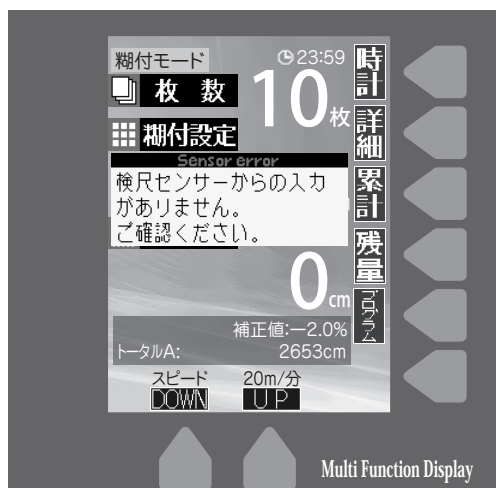 糊付モード 23:59
枚 数
10枚
糊付設定
Sensor error
検尺センサーからの入力
がありません。
ご確認ください。
0cm
補正値:−2.0%
トータルA: 2653cm
スピード 20m/分
DOWN UP
時計
詳細
累計
残量
プログラム
Multi Function Display